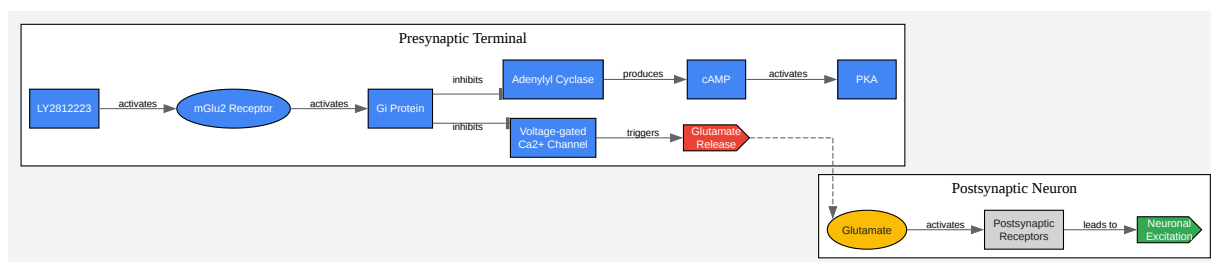 Presynaptic Terminal
LY2812223
activates
mGlu2 Receptor
activates
Gi Protein
inhibits
Adenylyl Cyclase
produces
cAMP
activates
PKA
inhibits
Voltage-gated
Ca2+ Channel
triggers
Glutamate
Release
Postsynaptic Neuron
Glutamate
activates
Postsynaptic
Receptors
leads to
Neuronal
Excitation